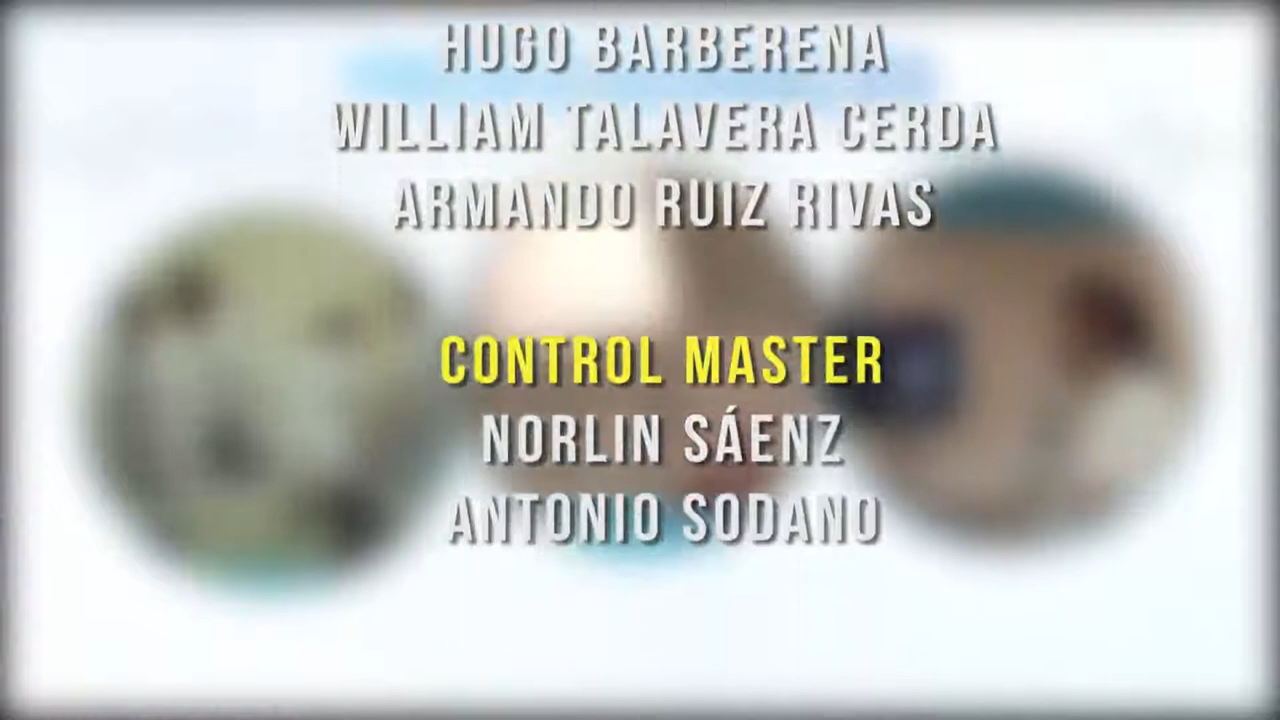 HUGO BARBERENA
WILLIAM TALAVERA CERDA
ARMANDO RUIZ RIVAS
CONTROL MASTER
NORLIN SÁENZ
ANTONIO SODANO